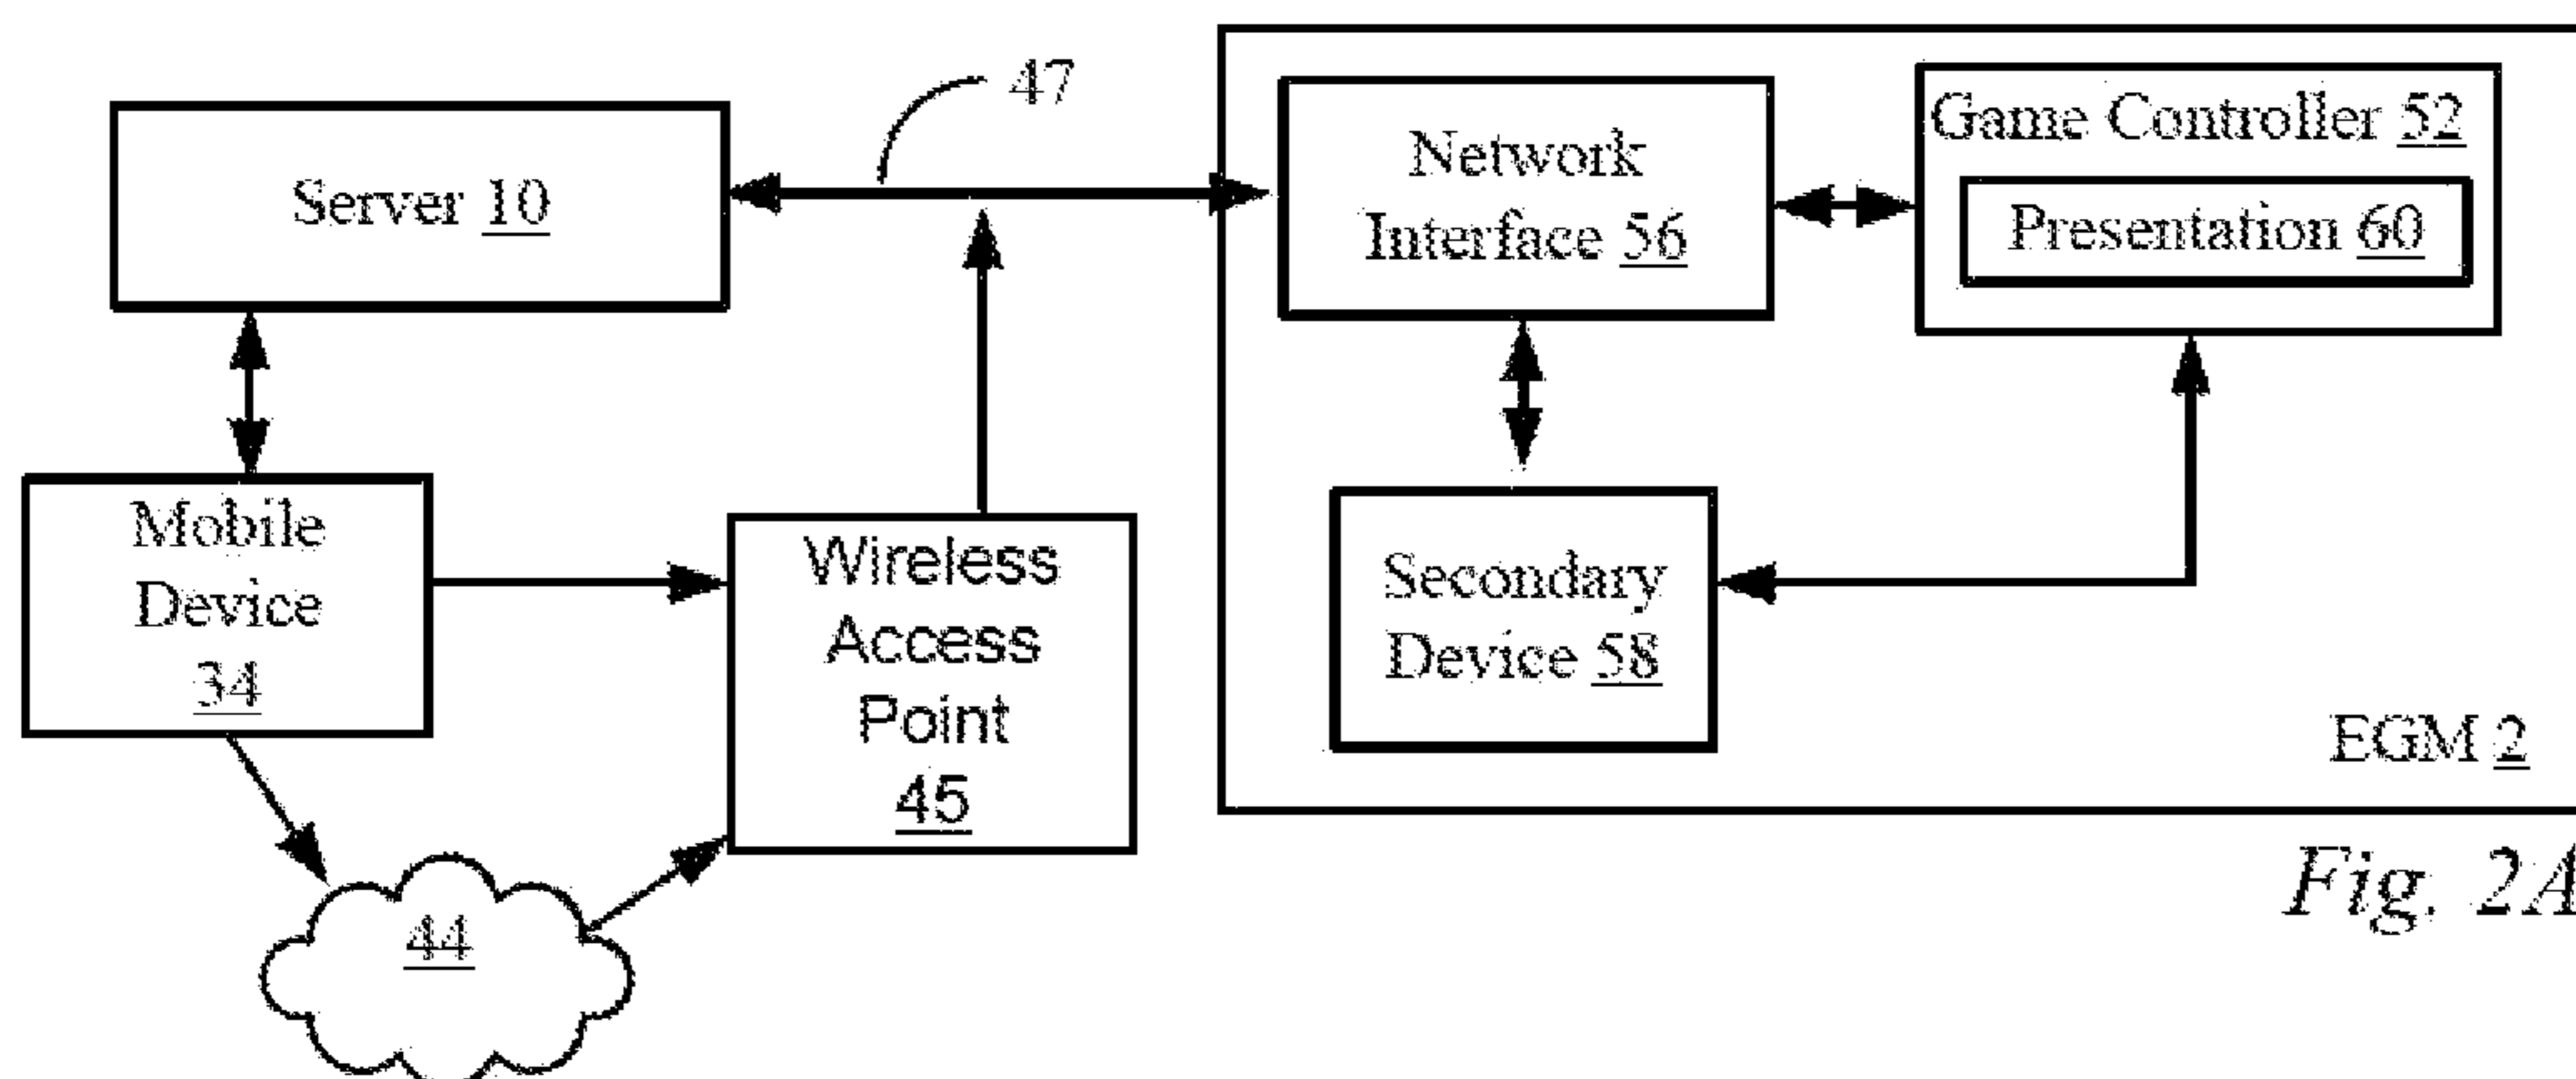 47
Server 10
Network
Interface 56
Game Controller 52
Presentation 60
Mobile
Device
34
Wireless
Access
Point
45
Secondary
Device 58
EGM 2
44
Fig. 2A